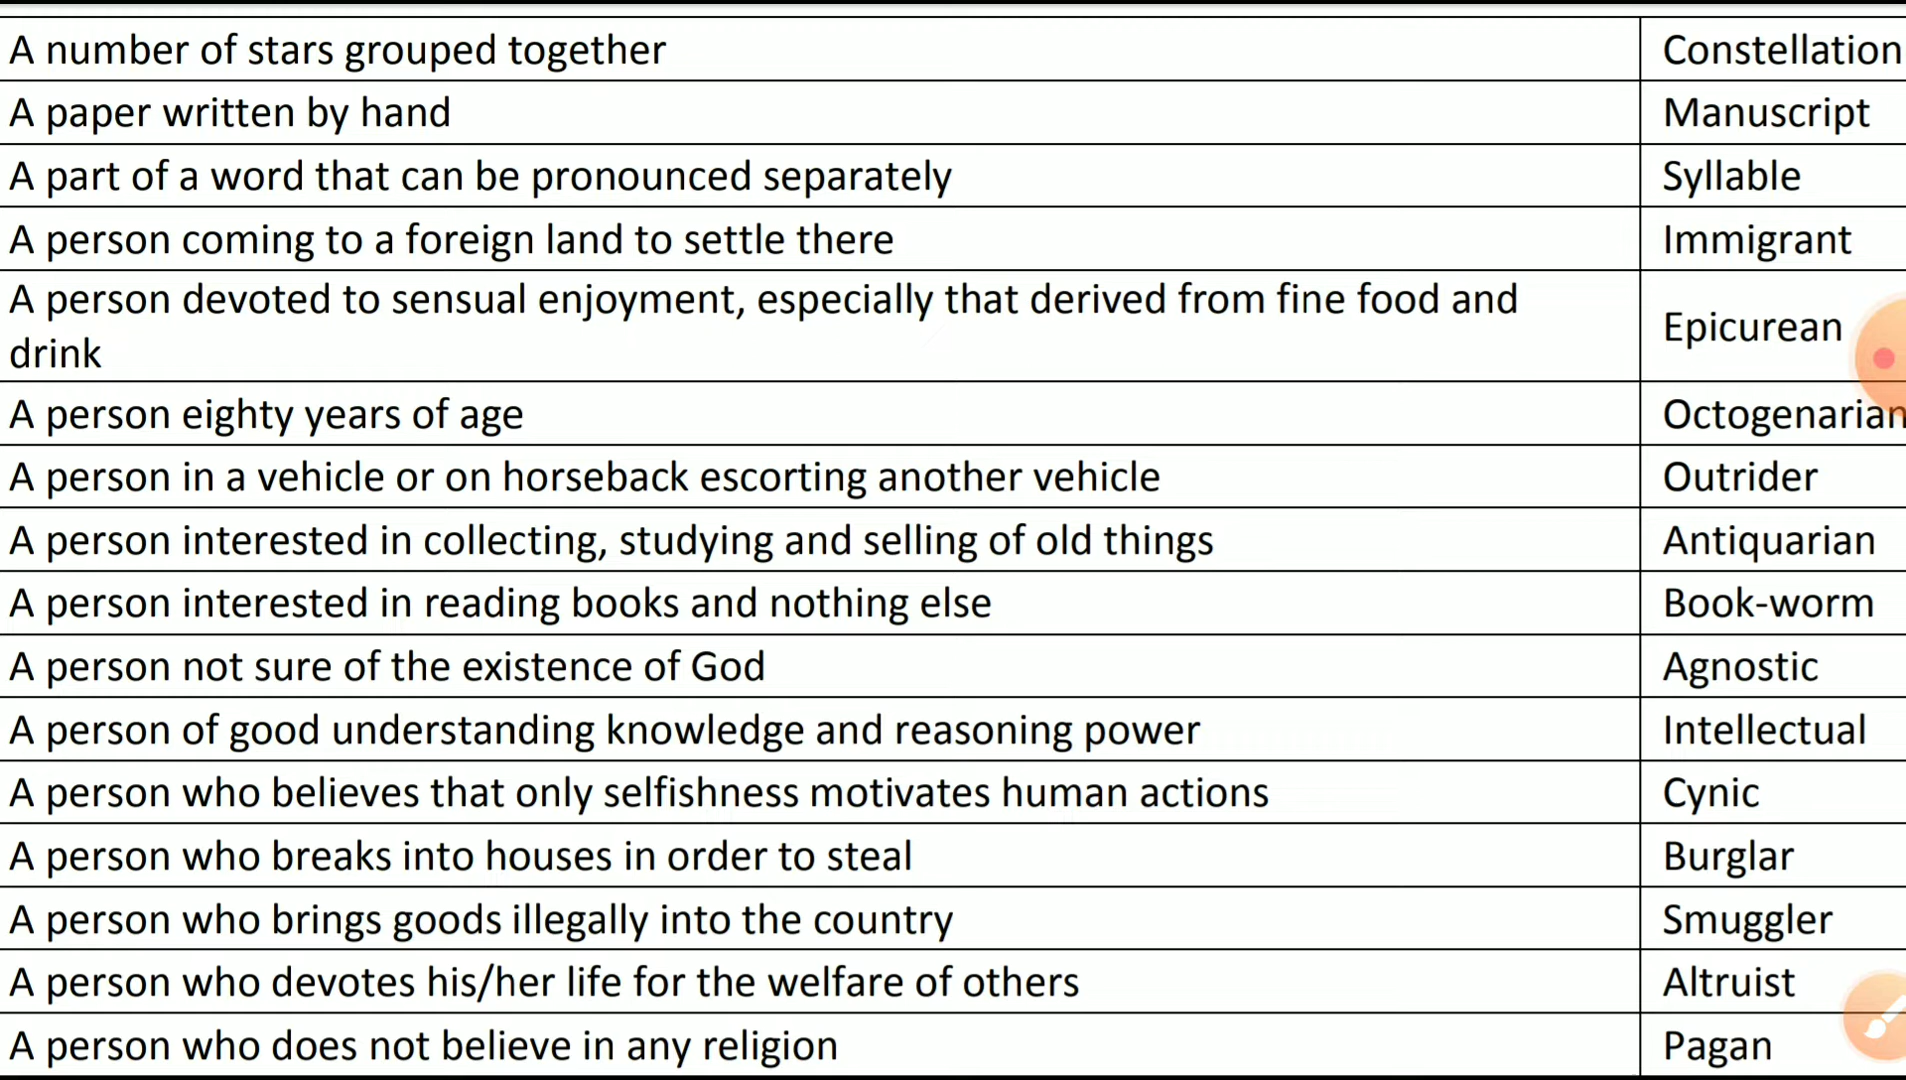 A number of stars grouped together Constellation
A paper written by hand Manuscript
A part of a word that can be pronounced separately Syllable
A person coming to a foreign land to settle there Immigrant
A person devoted to sensual enjoyment, especially that derived from fine food and
drink
Epicurean
A person eighty years of age Octogenarian
A person in a vehicle or on horseback escorting another vehicle Outrider
A person interested in collecting, studying and selling of old things Antiquarian
A person interested in reading books and nothing else Book-worm
A person not sure of the existence of God Agnostic
A person of good understanding knowledge and reasoning power Intellectual
A person who believes that only selfishness motivates human actions Cynic
A person who breaks into houses in order to steal Burglar
A person who brings goods illegally into the country Smuggler
A person who devotes his/her life for the welfare of others Altruist
A person who does not believe in any religion Pagan